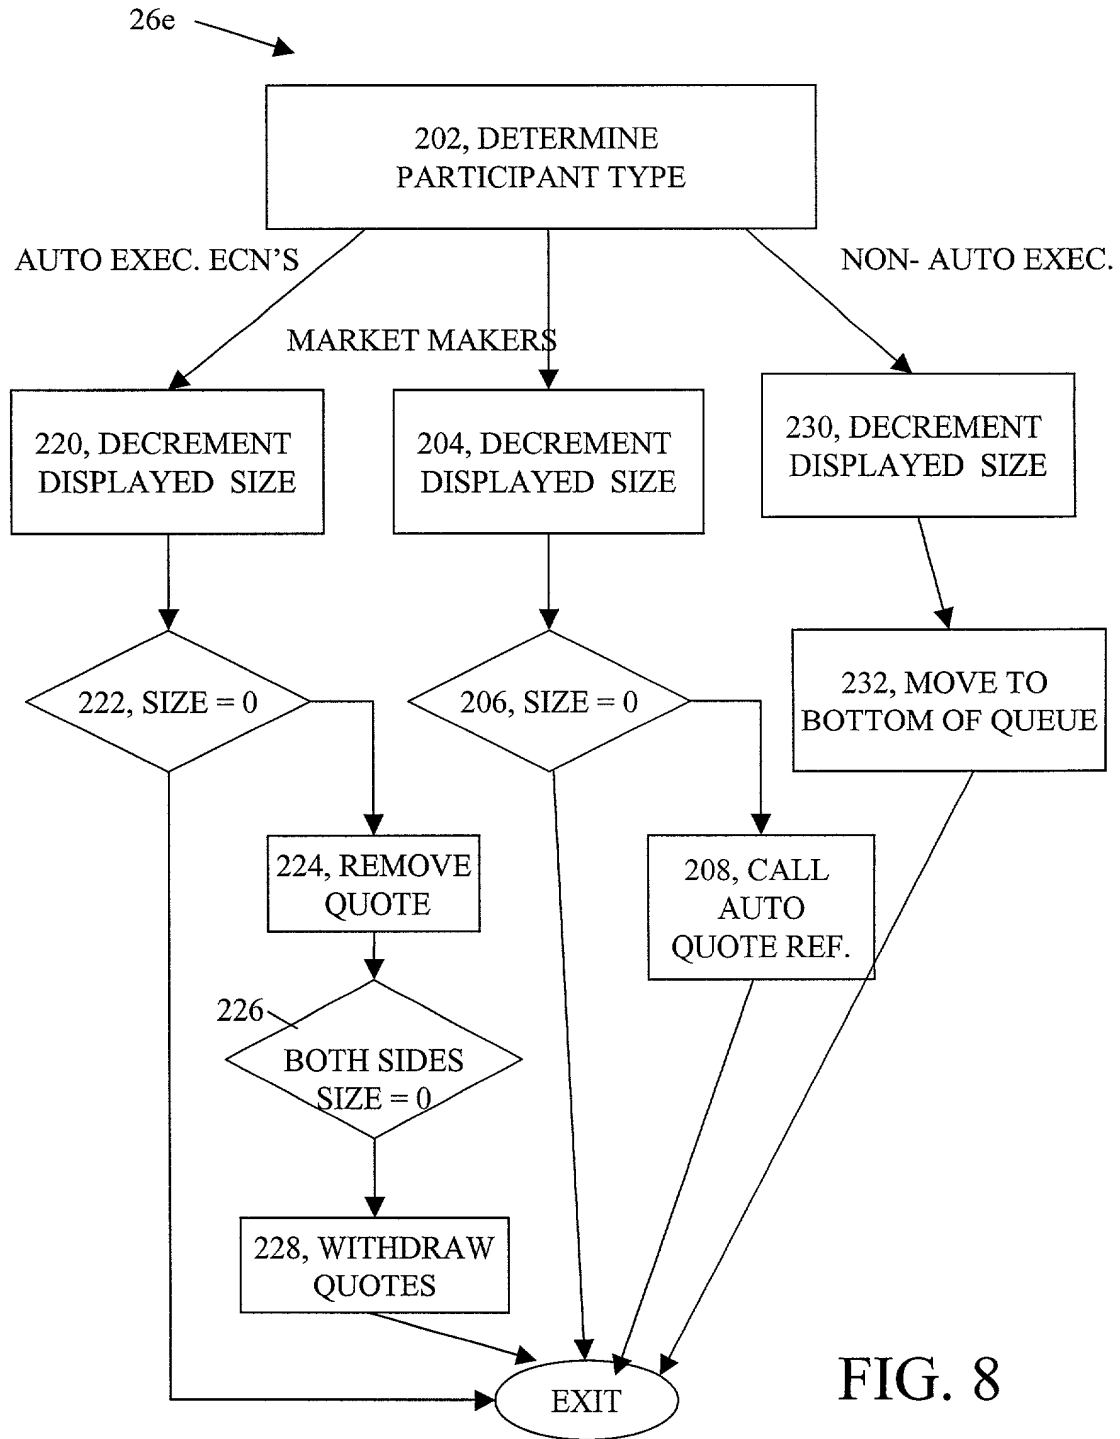 26e
202, DETERMINE
PARTICIPANT TYPE
AUTO EXEC. ECN'S
NON- AUTO EXEC.
MARKET MAKERS
220, DECREMENT
DISPLAYED SIZE
204, DECREMENT
DISPLAYED SIZE
230, DECREMENT
DISPLAYED SIZE
222, SIZE = 0
206, SIZE = 0
232, MOVE TO
BOTTOM OF QUEUE
224, REMOVE
QUOTE
208, CALL
AUTO
QUOTE REF.
226
BOTH SIDES
SIZE = 0
228, WITHDRAW
QUOTES
EXIT
FIG. 8